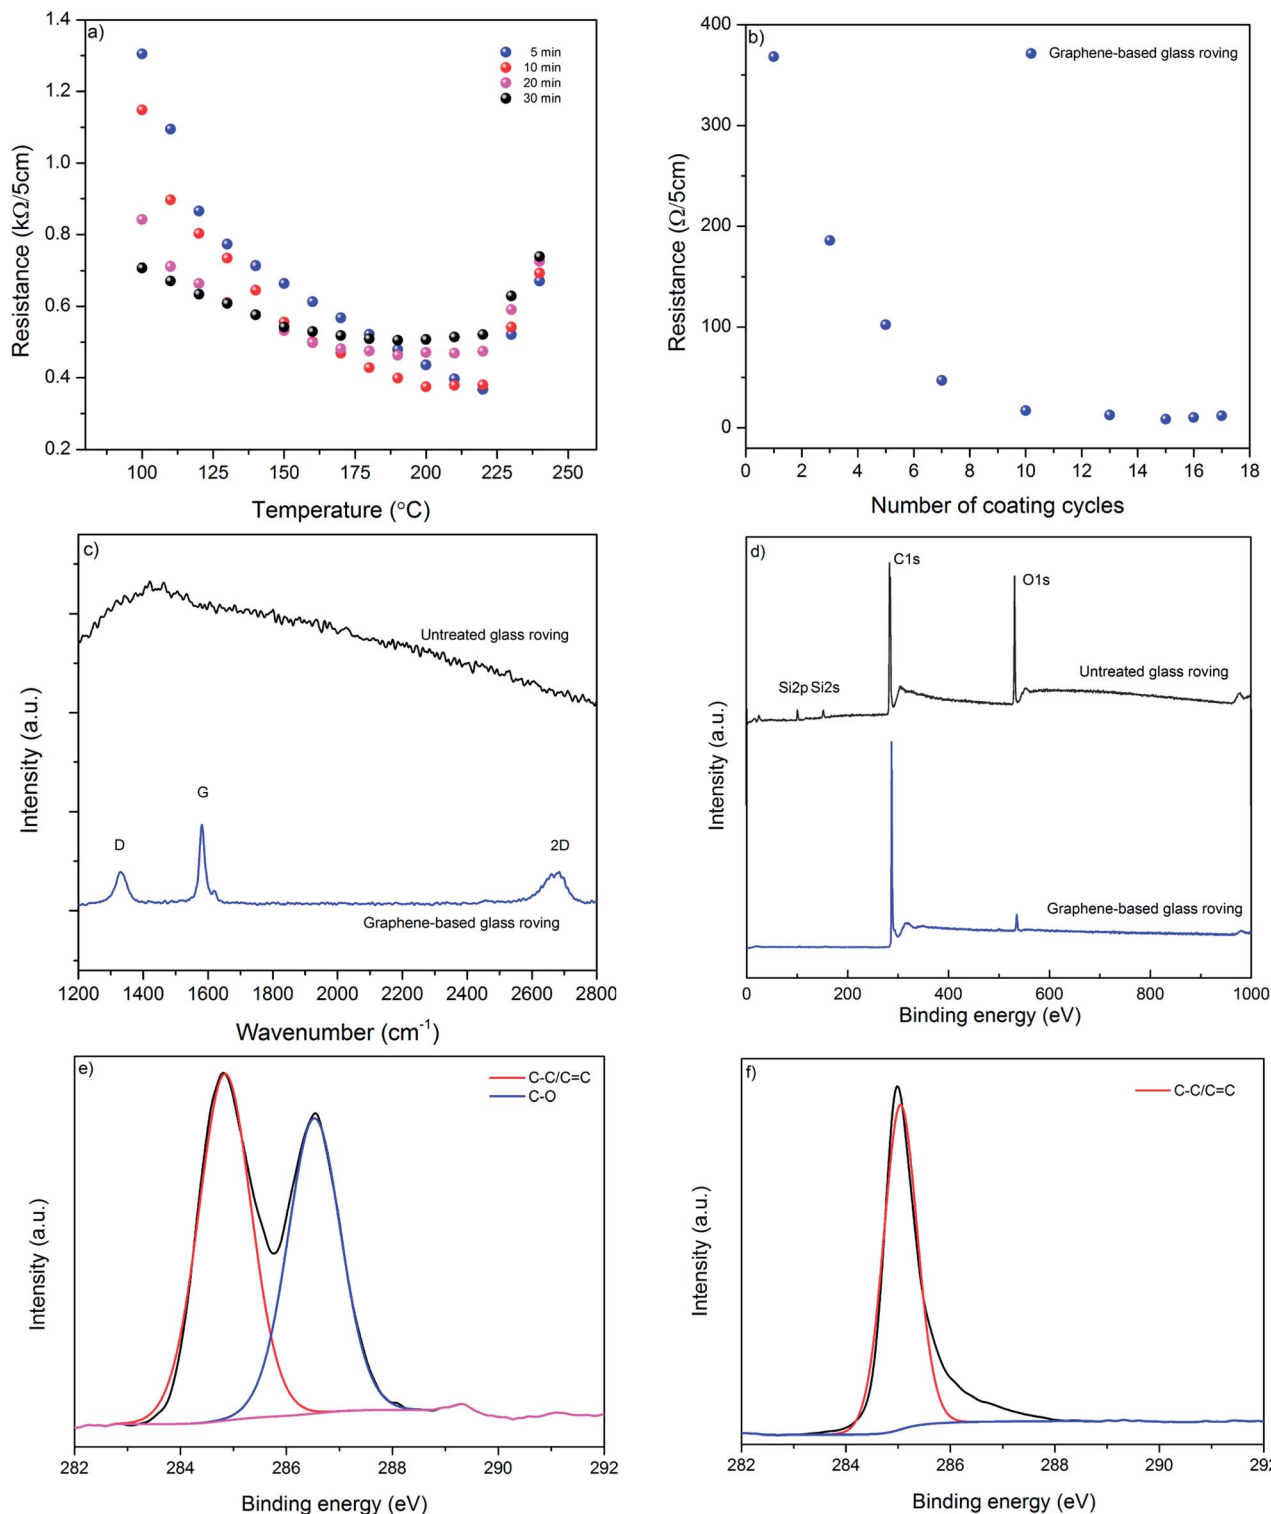 a)
5 min
10 min
20 min
30 min
1.4
1.2
1.0
0.8
0.6
0.4
0.2
Resistance (kΩ/5cm)
100 125 150 175 200 225 250
Temperature (°C)
b)
Graphene-based glass roving
400
300
200
100
0
Resistance (Ω/5cm)
0 2 4 6 8 10 12 14 16 18
Number of coating cycles
c)
Untreated glass roving
D
G
2D
Graphene-based glass roving
Intensity (a.u.)
1200 1400 1600 1800 2000 2200 2400 2600 2800
Wavenumber (cm-1)
d)
C1s
O1s
Si2p Si2s
Untreated glass roving
Graphene-based glass roving
Intensity (a.u.)
0 200 400 600 800 1000
Binding energy (eV)
e)
C-C/C=C
C-O
Intensity (a.u.)
282 284 286 288 290 292
Binding energy (eV)
f)
C-C/C=C
Intensity (a.u.)
282 284 286 288 290 292
Binding energy (eV)